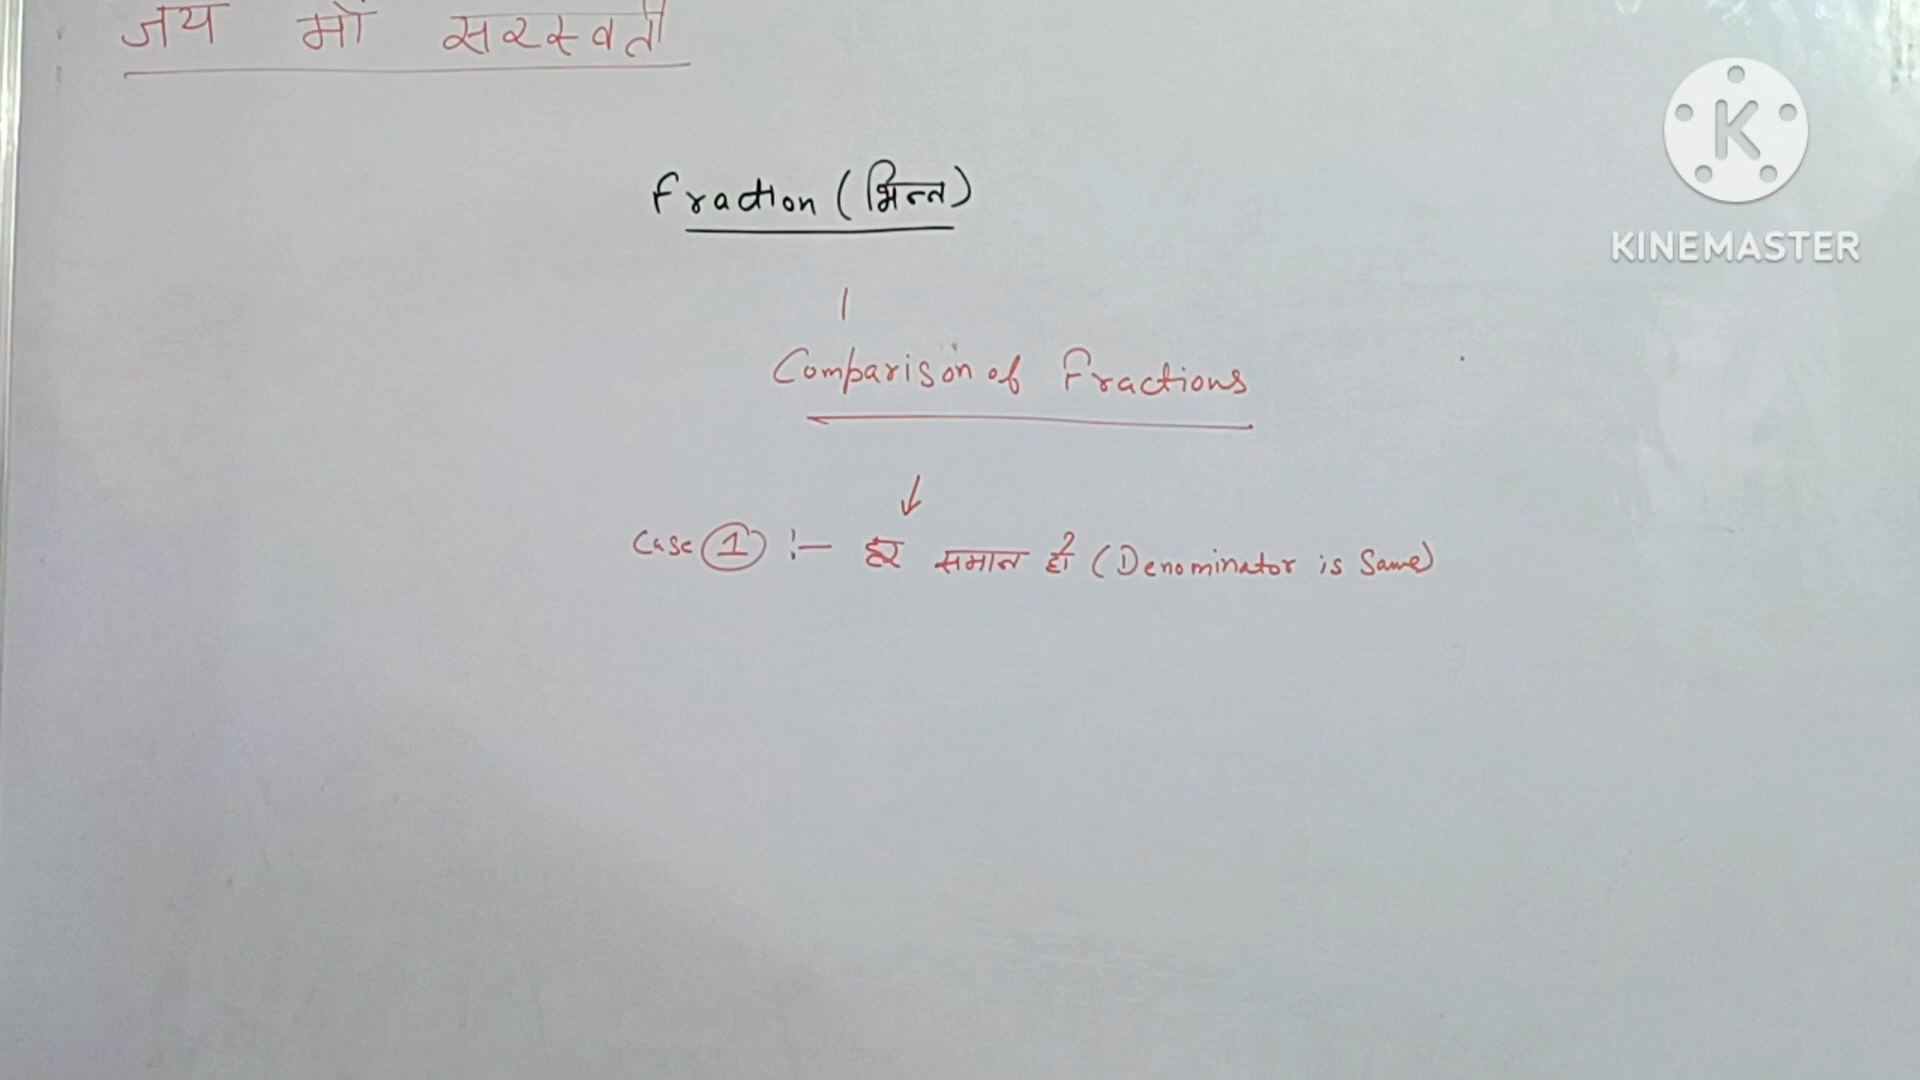 जय माँ सरस्वती
Fraction (भिन्न)
Comparison of Fractions
Case ① :- हर समान हो (Denominator is Same)
K
KINEMASTER